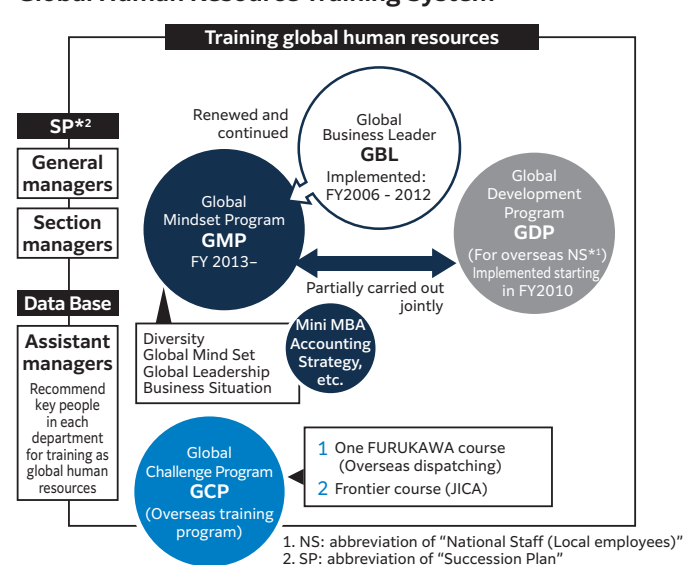 Global Human Resource Training System
Training global human resources
SP*2
General
managers
Section
managers
Data Base
Assistant
managers
Recommend
key people
in each
department
for training as
global human
resources
Renewed and
continued
Global
Business Leader
GBL
Implemented:
FY2006 - 2012
Global
Mindset Program
GMP
FY 2013–
Global
Development
Program
GDP
(For overseas NS*1)
Implemented starting
in FY2010
Partially carried out
jointly
Diversity
Global Mind Set
Global Leadership
Business Situation
Mini MBA
Accounting
Strategy,
etc.
Global
Challenge Program
GCP
(Overseas training
program)
1 One FURUKAWA course
(Overseas dispatching)
2 Frontier course (JICA)
1. NS: abbreviation of “National Staff (Local employees)”
2. SP: abbreviation of “Succession Plan”